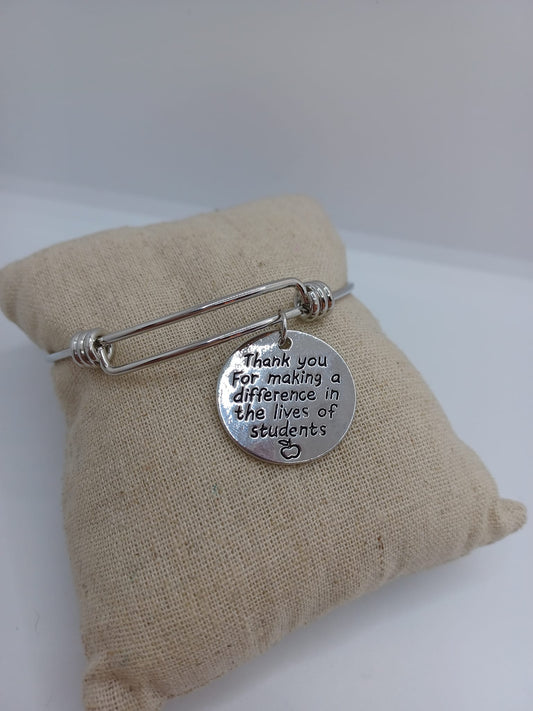 Thank you
For making a
difference in
the lives of
students